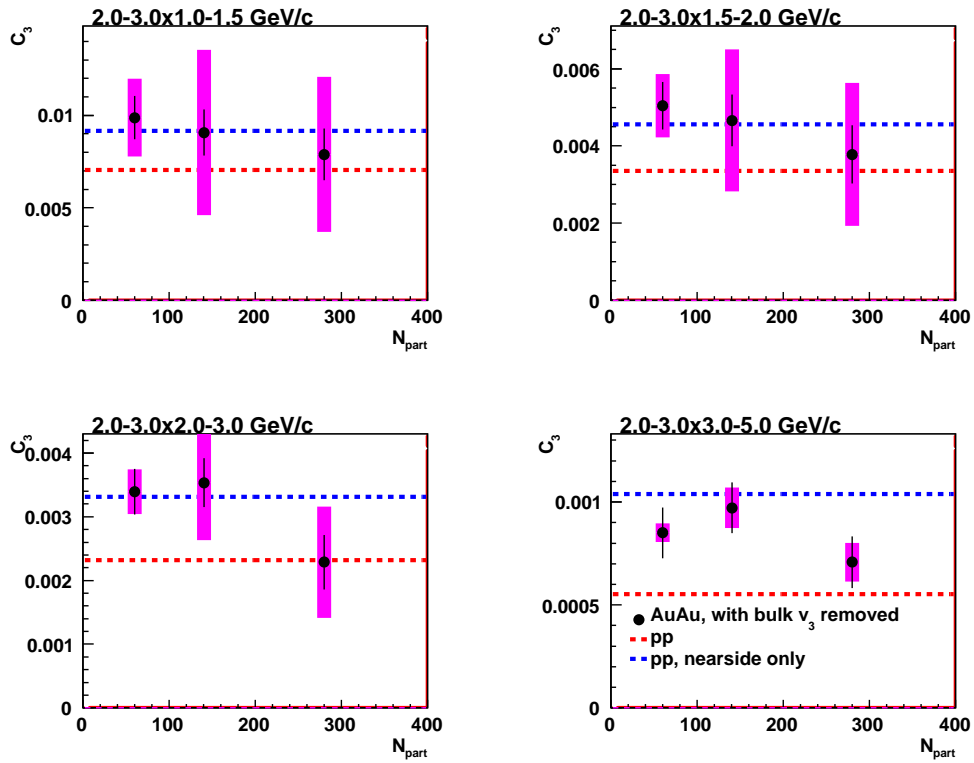 2.0-3.0x1.0-1.5 GeV/c
C3
0.01
0.005
0
0 100 200 300 400
Npart
2.0-3.0x1.5-2.0 GeV/c
C3
0.006
0.004
0.002
0
0 100 200 300 400
Npart
2.0-3.0x2.0-3.0 GeV/c
C3
0.004
0.003
0.002
0.001
0
0 100 200 300 400
Npart
2.0-3.0x3.0-5.0 GeV/c
C3
0.001
0.0005
0
AuAu, with bulk v3 removed
pp
pp, nearside only
0 100 200 300 400
Npart